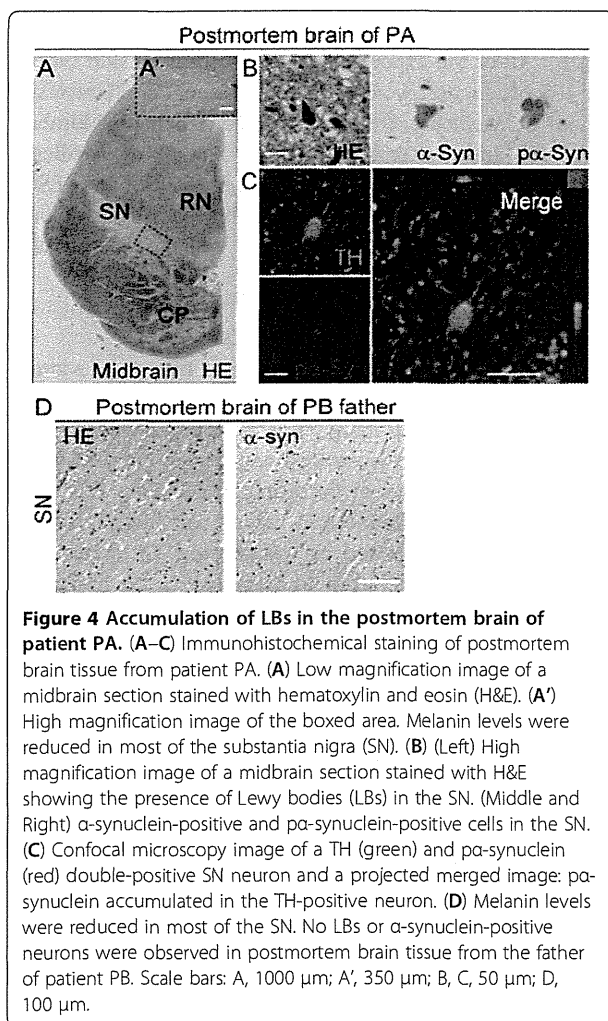 Postmortem brain of PA
A
A'
B
HE
α-Syn
pα-Syn
SN
RN
CP
Midbrain HE
C
TH
Merge
D Postmortem brain of PB father
HE
α-syn
SN
Figure 4 Accumulation of LBs in the postmortem brain of
patient PA. (A–C) Immunohistochemical staining of postmortem
brain tissue from patient PA. (A) Low magnification image of a
midbrain section stained with hematoxylin and eosin (H&E). (A')
High magnification image of the boxed area. Melanin levels were
reduced in most of the substantia nigra (SN). (B) (Left) High
magnification image of a midbrain section stained with H&E
showing the presence of Lewy bodies (LBs) in the SN. (Middle and
Right) α-synuclein-positive and pα-synuclein-positive cells in the SN.
(C) Confocal microscopy image of a TH (green) and pα-synuclein
(red) double-positive SN neuron and a projected merged image: pα-
synuclein accumulated in the TH-positive neuron. (D) Melanin levels
were reduced in most of the SN. No LBs or α-synuclein-positive
neurons were observed in postmortem brain tissue from the father
of patient PB. Scale bars: A, 1000 μm; A', 350 μm; B, C, 50 μm; D,
100 μm.